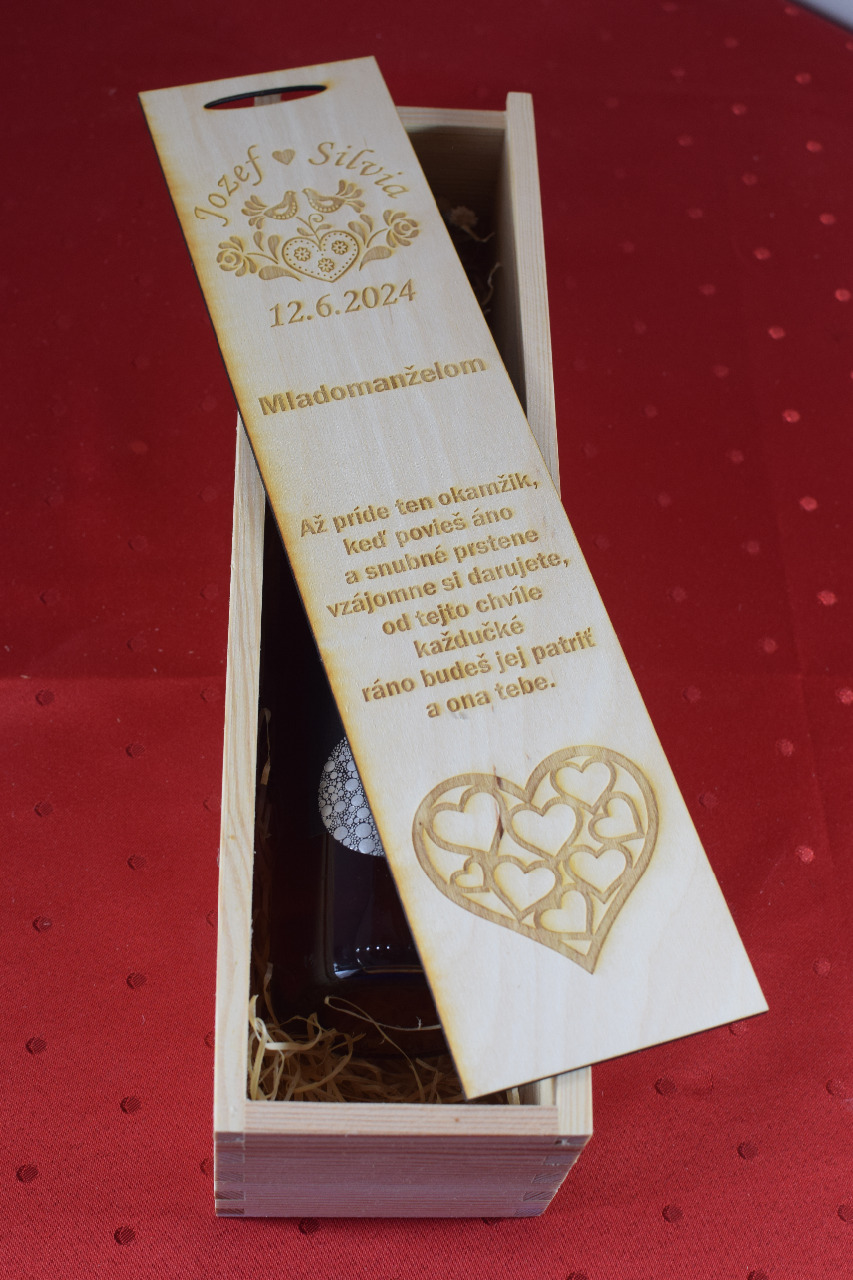 Jozef Silvia
12.6.2024
Mladomanželom
Až príde ten okamžik,
keď povieš áno
a snubné prstene
vzájomne si darujete,
od tejto chvíle
každučké
ráno budeš jej patriť
a ona tebe.